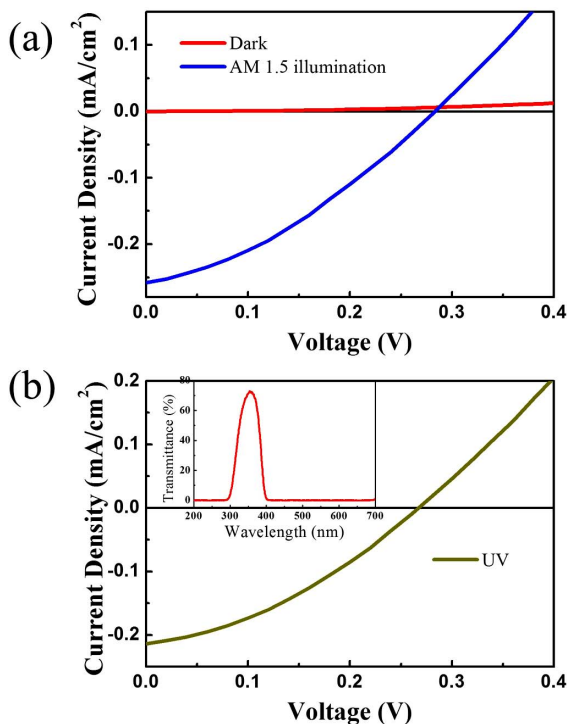 (a)
Current Density (mA/cm²)
0.1
0.0
-0.1
-0.2
Dark
AM 1.5 illumination
0.0 0.1 0.2 0.3 0.4
Voltage (V)
(b)
Current Density (mA/cm²)
0.2
0.1
0.0
-0.1
-0.2
Transmittance (%)
80
60
40
20
0
200 300 400 500 600 700
Wavelength (nm)
UV
0.0 0.1 0.2 0.3 0.4
Voltage (V)